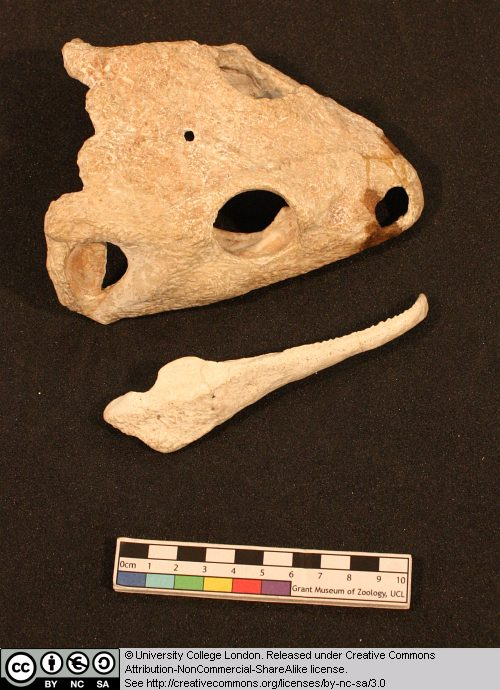 0cm 1 2 3 4 5 6 7 8 9 10
Grant Museum of Zoology, UCL
© University College London. Released under Creative Commons
Attribution-NonCommercial-ShareAlike license.
See http://creativecommons.org/licenses/by-nc-sa/3.0
cc
BY NC SA